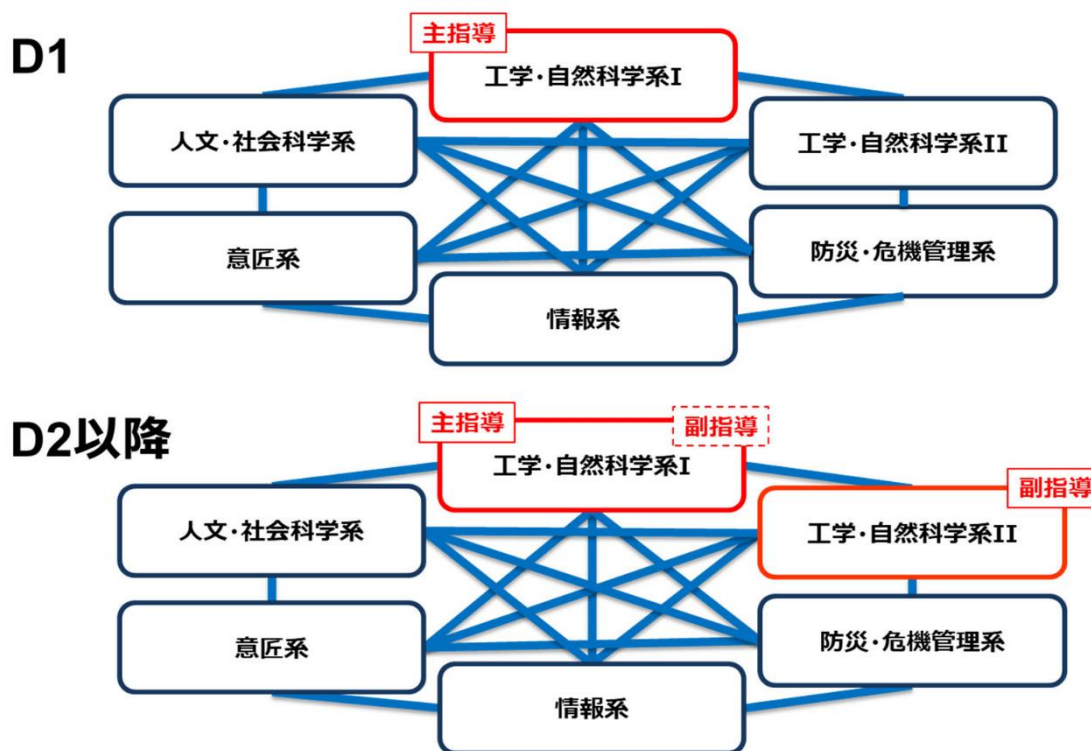 D1
主指導
工学・自然科学系I
人文・社会科学系
工学・自然科学系II
意匠系
防災・危機管理系
情報系
D2以降
主指導
副指導
工学・自然科学系I
副指導
人文・社会科学系
工学・自然科学系II
意匠系
防災・危機管理系
情報系